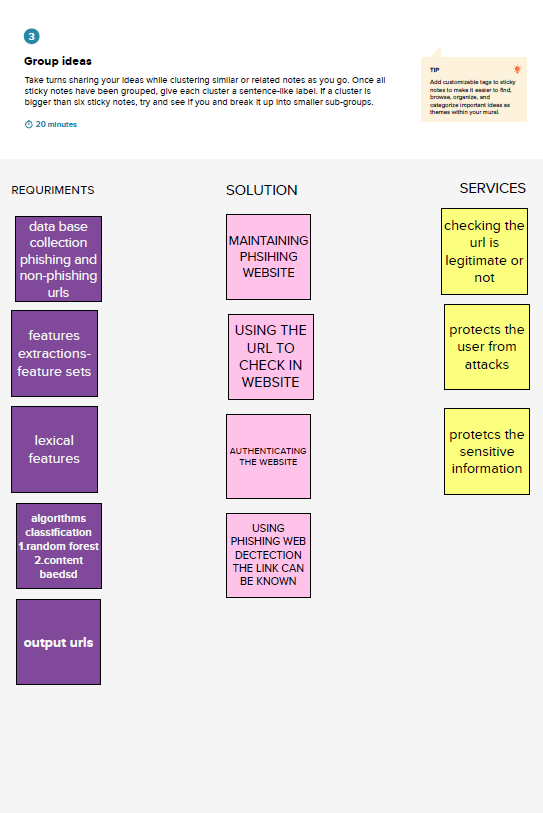 3
Group ideas
Take turns sharing your ideas while clustering similar or related notes as you go. Once all
sticky notes have been grouped, give each cluster a sentence-like label. If a cluster is
bigger than six sticky notes, try and see if you and break it up into smaller sub-groups.
20 minutes
TIP
Add customizable tags to sticky
notes to make it easier to find,
browse, organize, and
categorize important ideas as
themes within your mural.
REQURIMENTS
data base
collection
phishing and
non-phishing
urls
features
extractions-
feature sets
lexical
features
algorithms
classification
1.random forest
2.content
baedsd
output urls
SOLUTION
MAINTAINING
PHSIHING
WEBSITE
USING THE
URL TO
CHECK IN
WEBSITE
AUTHENTICATING
THE WEBSITE
USING
PHISHING WEB
DECTECTION
THE LINK CAN
BE KNOWN
SERVICES
checking the
url is
legitimate or
not
protects the
user from
attacks
protetcs the
sensitive
information